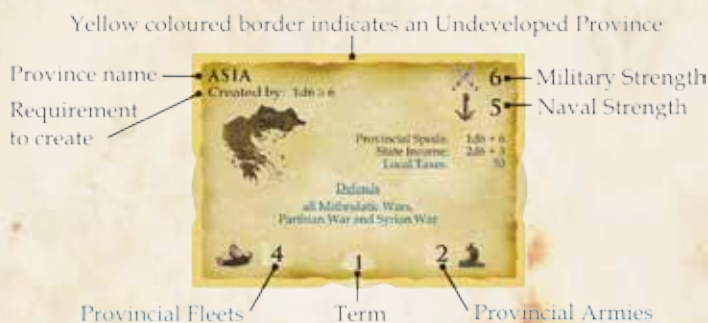 Yellow coloured border indicates an Undeveloped Province
Province name
Requirement
to create
ASIA
Created by: 1d6 ≥ 6
6
Military Strength
5
Naval Strength
Provincial Spoils: 1d6 + 6
State Income: 2d6 + 3
Local Taxes: 50
Defends
all Mithridatic Wars,
Parthian War and Syrian War
4
1
2
Provincial Fleets
Term
Provincial Armies